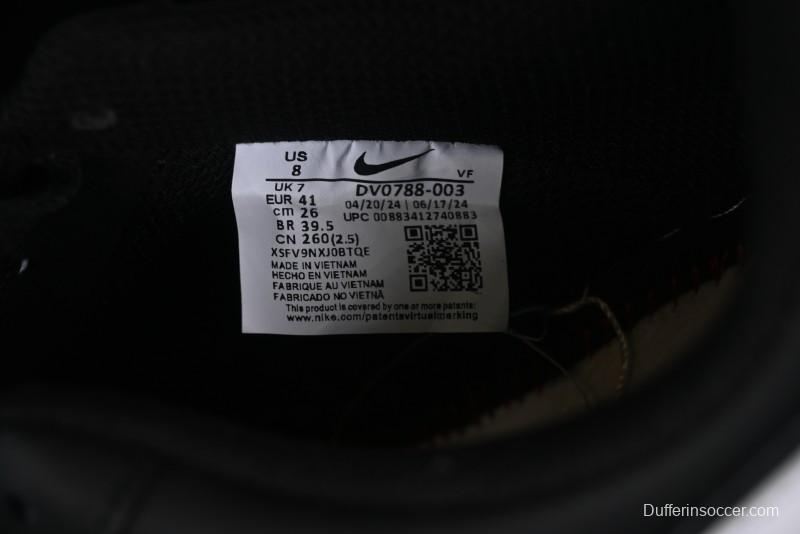 US
8
VF
UK 7
DV0788-003
EUR 41
04/20/24 | 06/17/24
cm 26
UPC 00883412740883
BR 39.5
CN 260(2.5)
XSFV9NXJ0BTQE
MADE IN VIETNAM
HECHO EN VIETNAM
FABRIQUE AU VIETNAM
FABRICADO NO VIETNÃ
This product is covered by one or more patents:
www.nike.com/patentsvirtualmarking
Dufferinsoccer.com